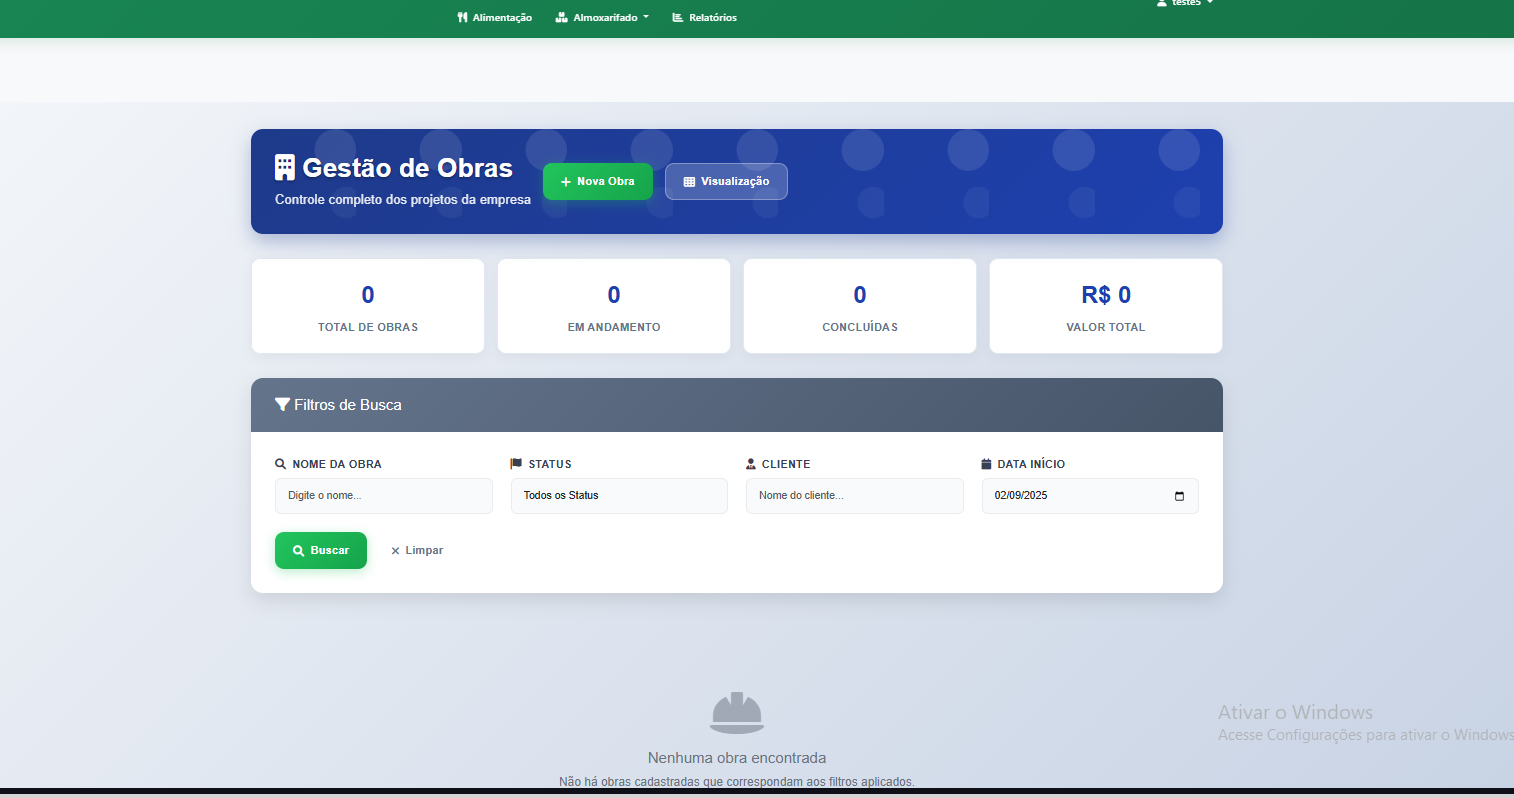 Alimentação Almoxarifado Relatórios teste5
Gestão de Obras
Controle completo dos projetos da empresa
Nova Obra Visualização
0 0 0 R$ 0
TOTAL DE OBRAS EM ANDAMENTO CONCLUÍDAS VALOR TOTAL
Filtros de Busca
NOME DA OBRA STATUS CLIENTE DATA INÍCIO
Digite o nome... Todos os Status Nome do cliente... 02/09/2025
Buscar Limpar
Ativar o Windows
Acesse Configurações para ativar o Windows
Nenhuma obra encontrada
Não há obras cadastradas que correspondam aos filtros aplicados.